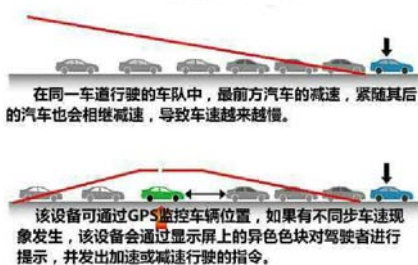 在同一车道行驶的车队中，最前方汽车的减速，紧随其后
的汽车也会相继减速，导致车速越来越慢。
该设备可通过GPS监控车辆位置，如果有不同步车速现
象发生，该设备会通过显示屏上的异色色块对驾驶者进行
提示，并发出加速或减速行驶的指令。